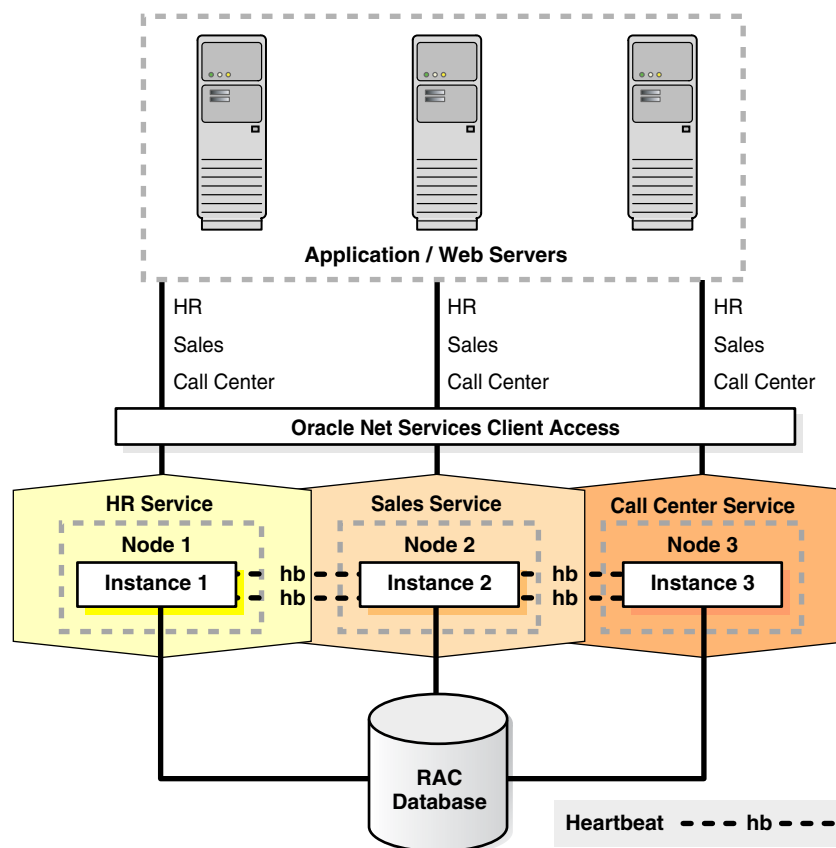 Application / Web Servers
HR
Sales
Call Center
HR
Sales
Call Center
HR
Sales
Call Center
Oracle Net Services Client Access
HR Service
Node 1
Instance 1
Sales Service
Node 2
Instance 2
Call Center Service
Node 3
Instance 3
hb
hb
hb
hb
RAC
Database
Heartbeat
hb